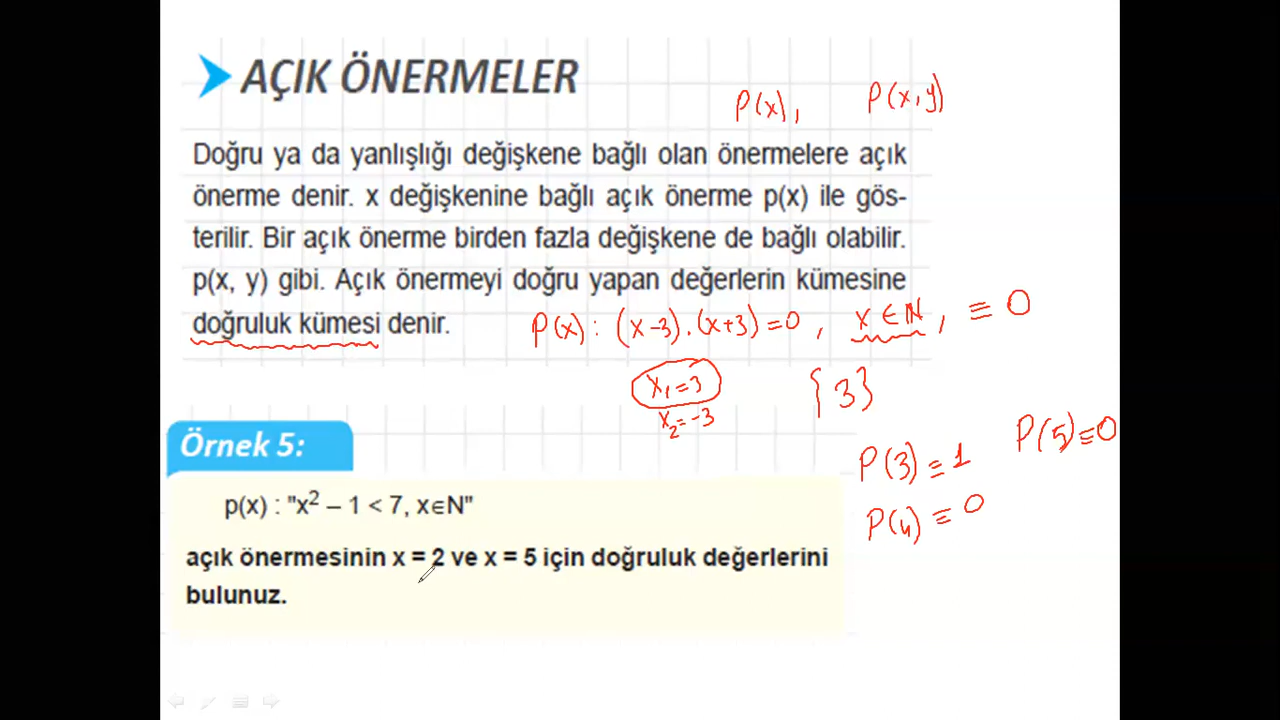 AÇIK ÖNERMELER
P(x), P(x,y)
Doğru ya da yanlışlığı değişkene bağlı olan önermelere açık
önerme denir. x değişkenine bağlı açık önerme p(x) ile gös-
terilir. Bir açık önerme birden fazla değişkene de bağlı olabilir.
p(x, y) gibi. Açık önermeyi doğru yapan değerlerin kümesine
doğruluk kümesi denir.
P(x) : (x-3).(x+3)=0, x∈N, ≡ 0
x₁=3
x₂=-3
{3}
P(3)≡1
P(5)≡0
P(4)≡0
Örnek 5:
p(x) : "x² – 1 < 7, x∈N"
açık önermesinin x = 2 ve x = 5 için doğruluk değerlerini
bulunuz.